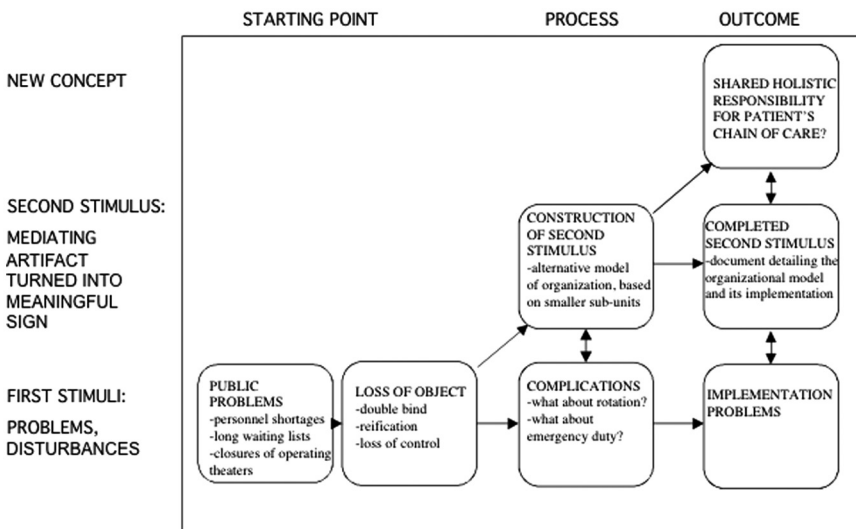 STARTING POINT
PROCESS
OUTCOME
NEW CONCEPT
SHARED HOLISTIC
RESPONSIBILITY
FOR PATIENT'S
CHAIN OF CARE?
SECOND STIMULUS:
MEDIATING
ARTIFACT
TURNED INTO
MEANINGFUL
SIGN
CONSTRUCTION
OF SECOND
STIMULUS
-alternative model
of organization, based
on smaller sub-units
COMPLETED
SECOND STIMULUS
-document detailing the
organizational model
and its implementation
FIRST STIMULI:
PROBLEMS,
DISTURBANCES
PUBLIC
PROBLEMS
-personnel shortages
-long waiting lists
-closures of operating
theaters
LOSS OF OBJECT
-double bind
-reification
-loss of control
COMPLICATIONS
-what about rotation?
-what about
emergency duty?
IMPLEMENTATION
PROBLEMS